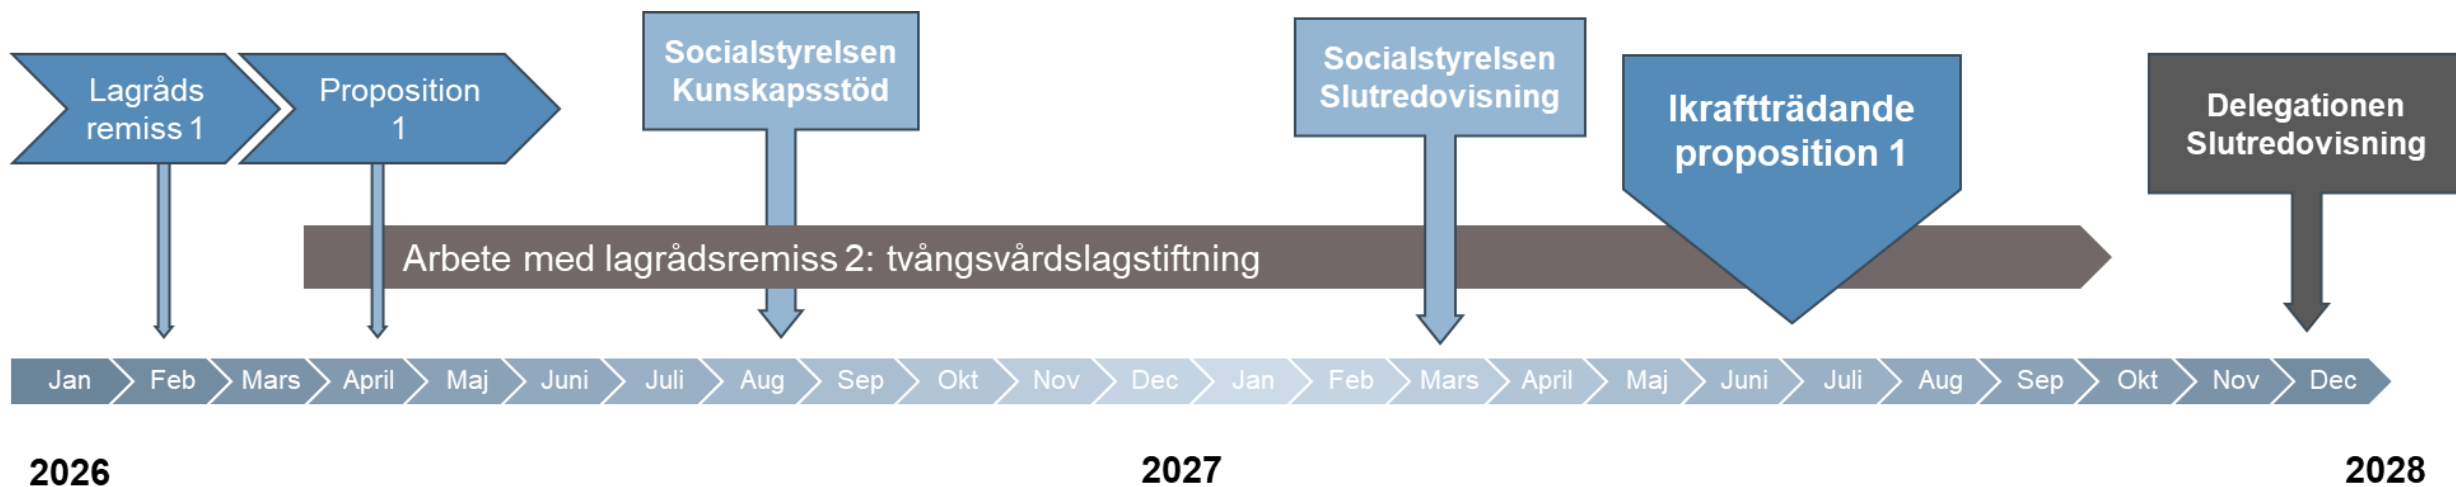 Lagråds
remiss 1
Proposition
1
Socialstyrelsen
Kunskapsstöd
Socialstyrelsen
Slutredovisning
Ikraftträdande
proposition 1
Delegationen
Slutredovisning
Arbete med lagrådsremiss 2: tvångsvårdslagstiftning
Jan Feb Mars April Maj Juni Juli Aug Sep Okt Nov Dec Jan Feb Mars April Maj Juni Juli Aug Sep Okt Nov Dec
2026 2027 2028